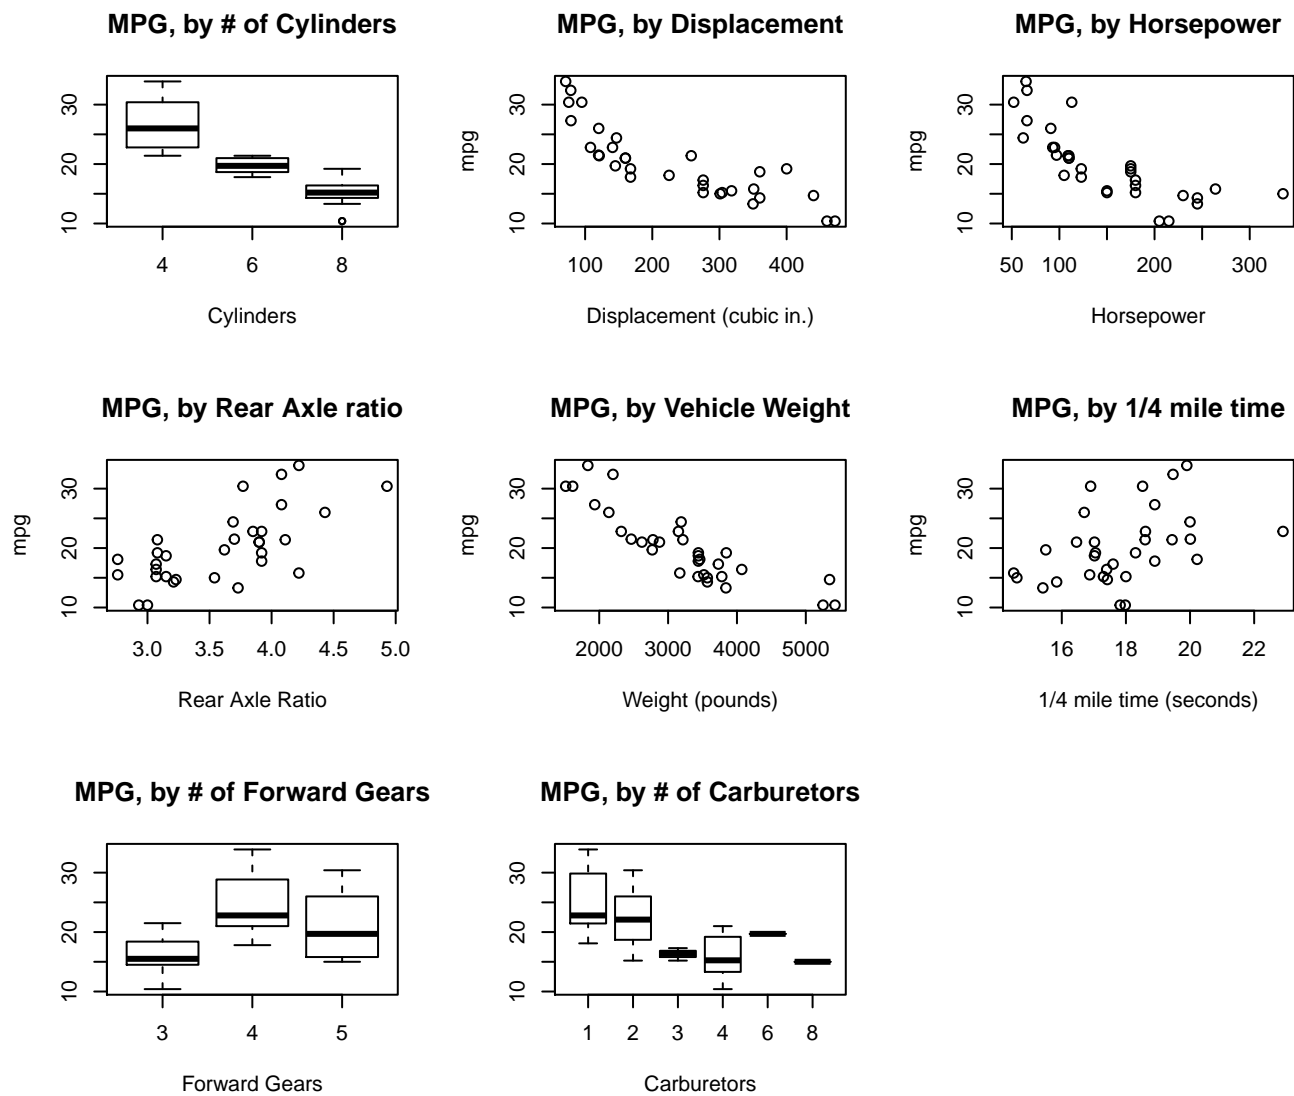 MPG, by # of Cylinders
10 20 30
4 6 8
Cylinders
MPG, by Displacement
mpg
10 20 30
100 200 300 400
Displacement (cubic in.)
MPG, by Horsepower
mpg
10 20 30
50 100 200 300
Horsepower
MPG, by Rear Axle ratio
mpg
10 20 30
3.0 3.5 4.0 4.5 5.0
Rear Axle Ratio
MPG, by Vehicle Weight
mpg
10 20 30
2000 3000 4000 5000
Weight (pounds)
MPG, by 1/4 mile time
mpg
10 20 30
16 18 20 22
1/4 mile time (seconds)
MPG, by # of Forward Gears
10 20 30
3 4 5
Forward Gears
MPG, by # of Carburetors
10 20 30
1 2 3 4 6 8
Carburetors